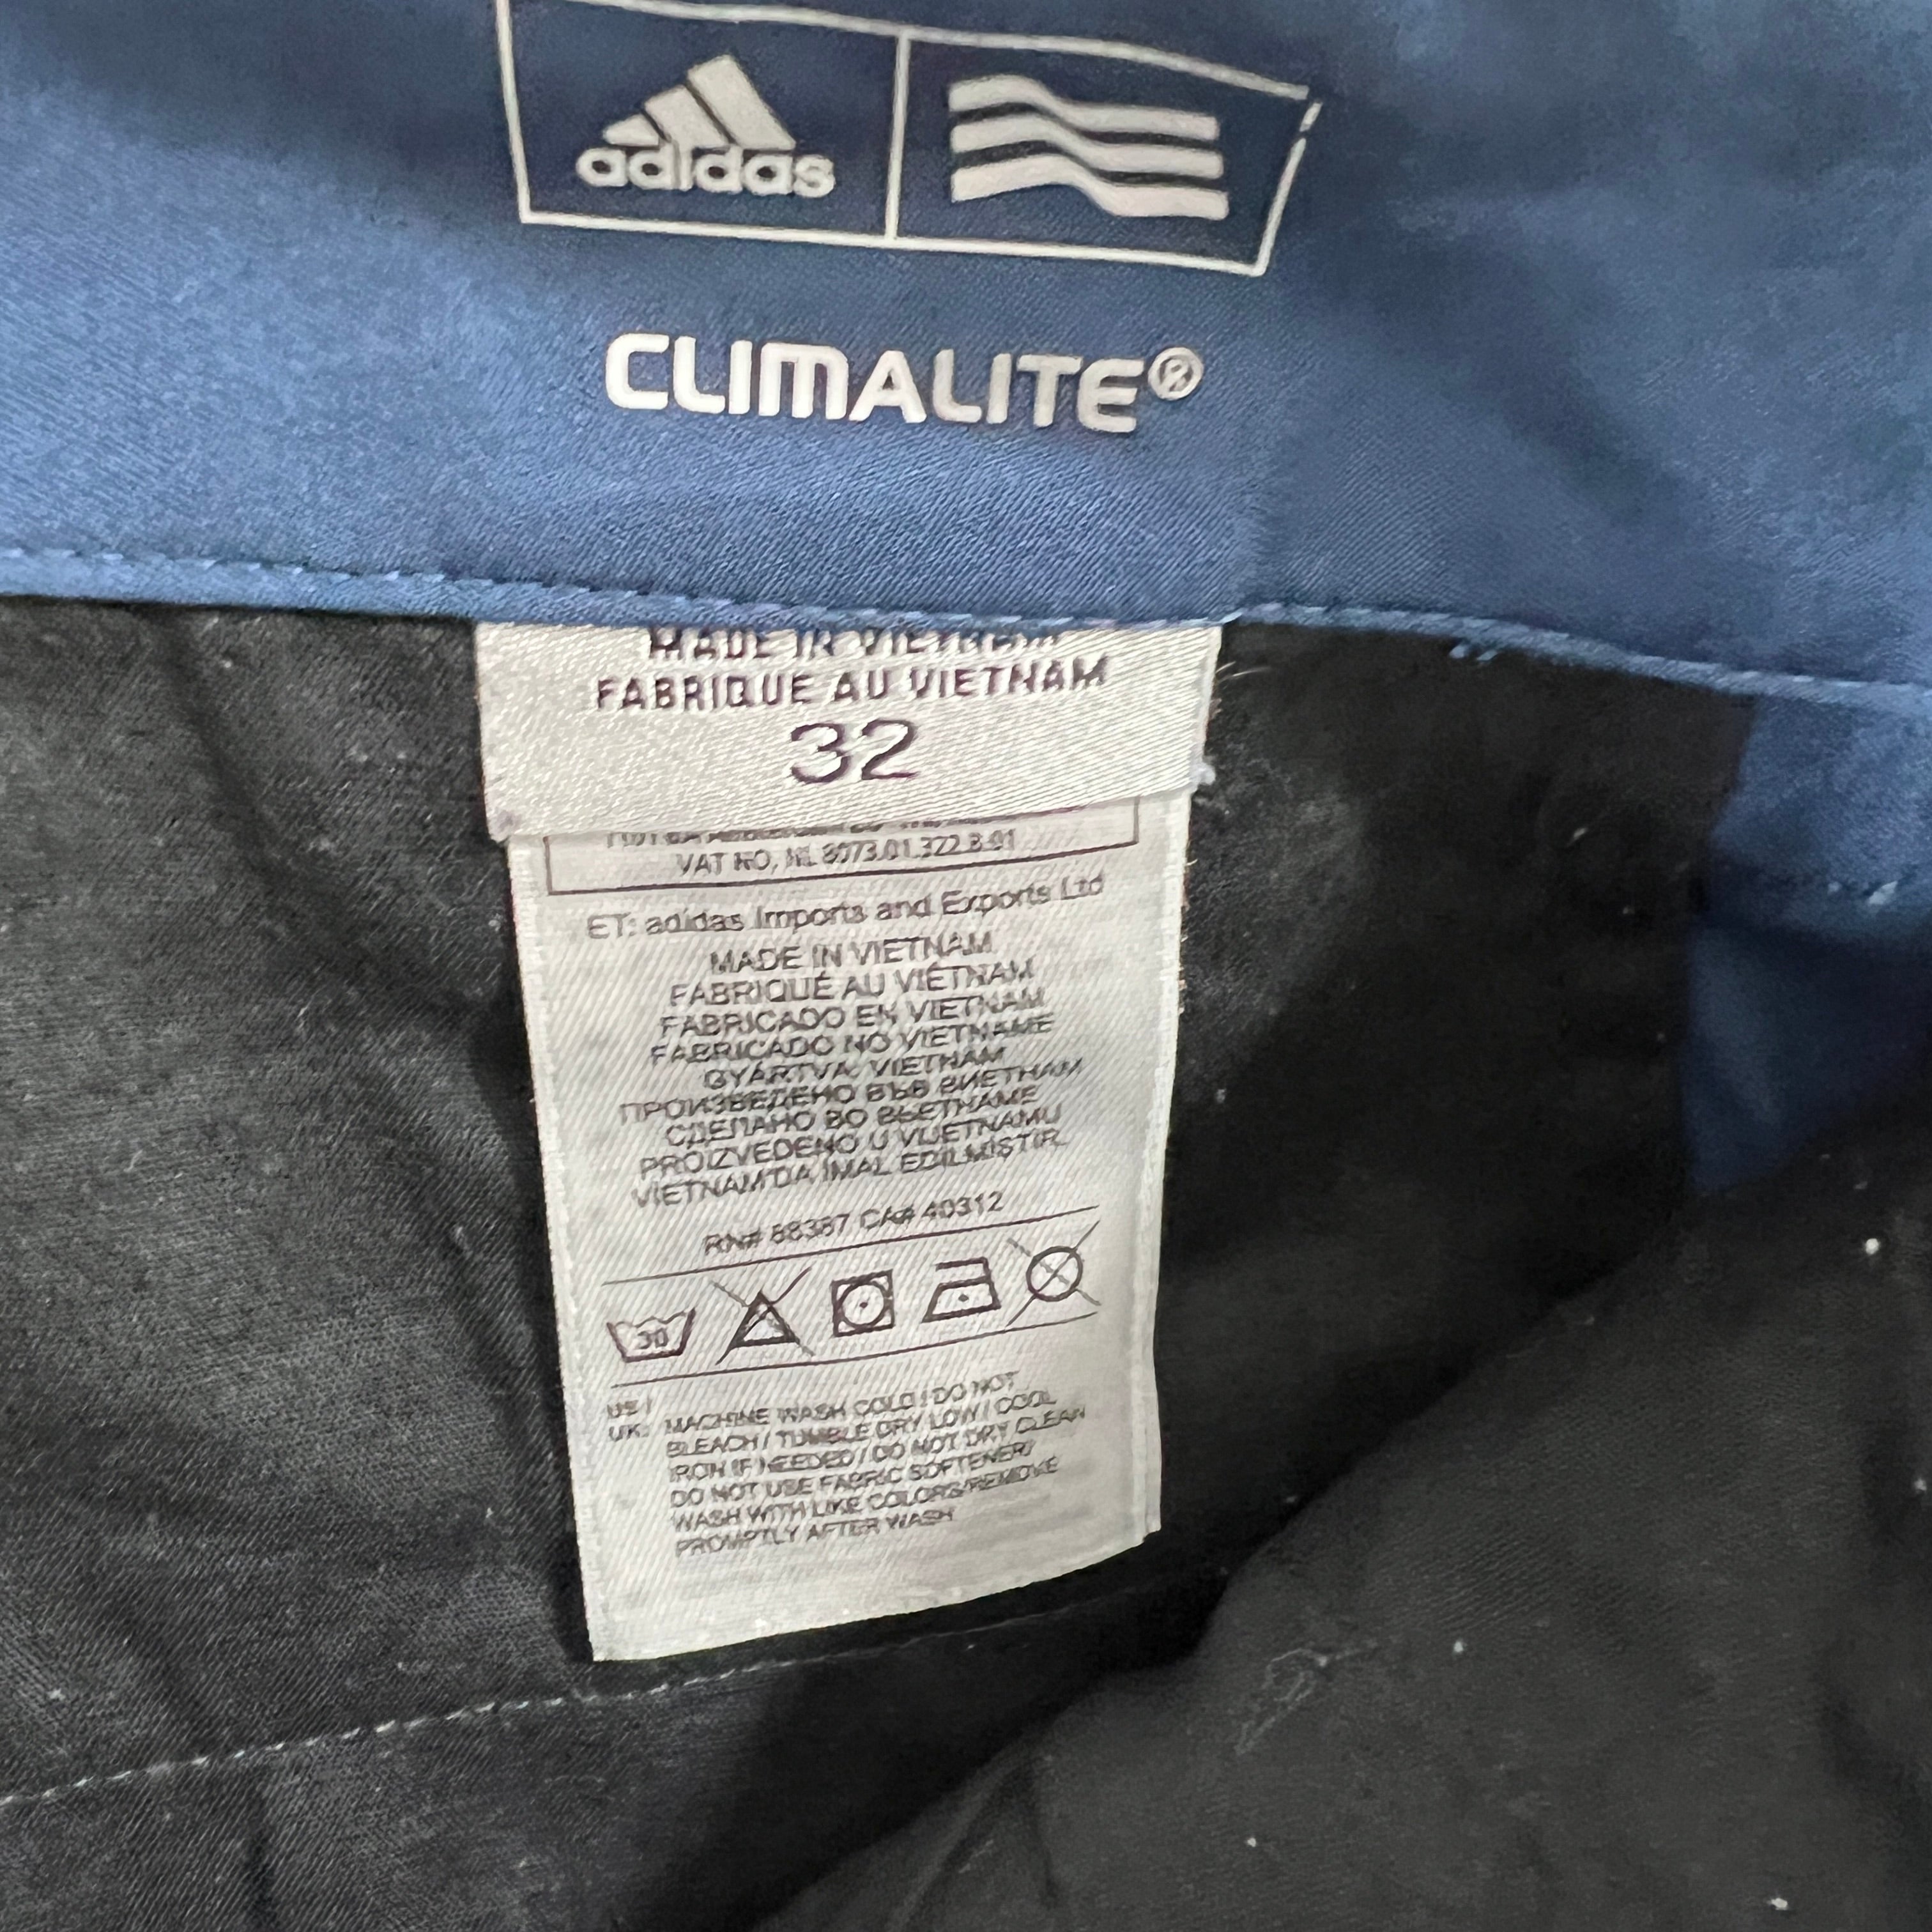 adidas
CLIMALITE®
MADE IN VIETNAM
FABRIQUE AU VIETNAM
32
VAT NO, NL 8073.01.322.B.01
ET: adidas Imports and Exports Ltd
MADE IN VIETNAM
FABRIQUÉ AU VIÉTNAM
FABRICADO EN VIETNAM
FABRICADO NO VIETNAME
GYÁRTVA: VIETNAM
ПРОИЗВЕДЕНО ВЪВ ВИЕТНАМ
СДЕЛАНО ВО ВЬЕТНАМЕ
PROIZVEDENO U VIJETNAMU
VIETNAM'DA İMAL EDİLMİSTİR.
RN# 88387 CA# 40312
30
US /
UK: MACHINE WASH COLD / DO NOT
BLEACH / TUMBLE DRY LOW / COOL
IRON IF NEEDED / DO NOT DRY CLEAN
DO NOT USE FABRIC SOFTENER/
WASH WITH LIKE COLORS/REMOVE
PROMPTLY AFTER WASH